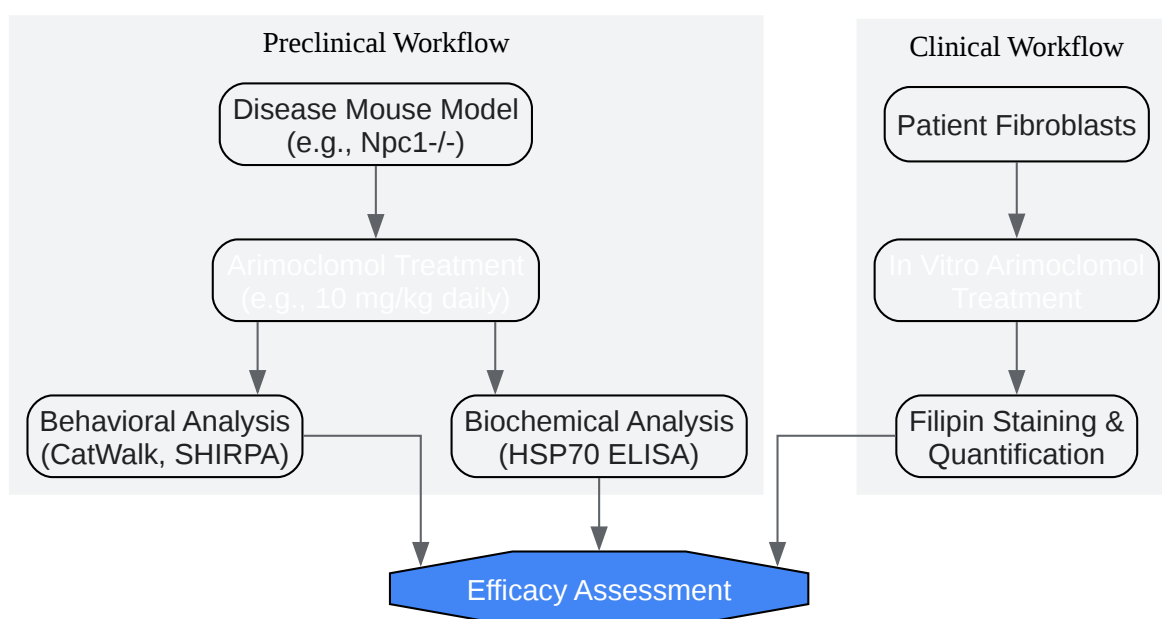 Preclinical Workflow
Disease Mouse Model
(e.g., Npc1-/-)
Arimoclomol Treatment
(e.g., 10 mg/kg daily)
Behavioral Analysis
(CatWalk, SHIRPA)
Biochemical Analysis
(HSP70 ELISA)
Clinical Workflow
Patient Fibroblasts
In Vitro Arimoclomol
Treatment
Filipin Staining &
Quantification
Efficacy Assessment